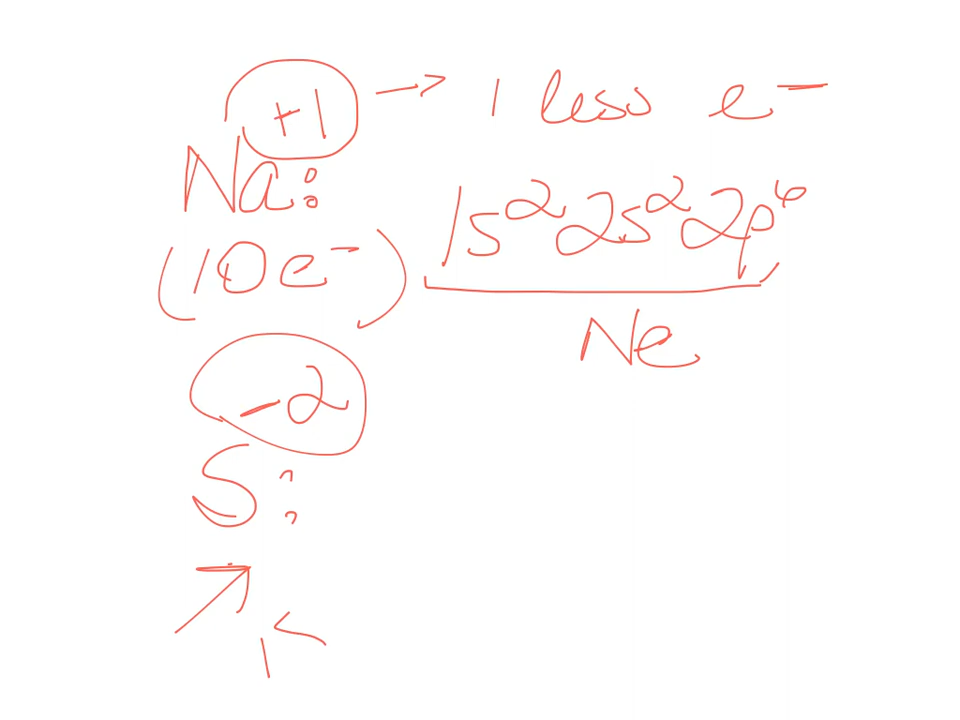 +1 → 1 less e⁻
Na: 1s²2s²2p⁶
(10e⁻)
Ne
-2
S: